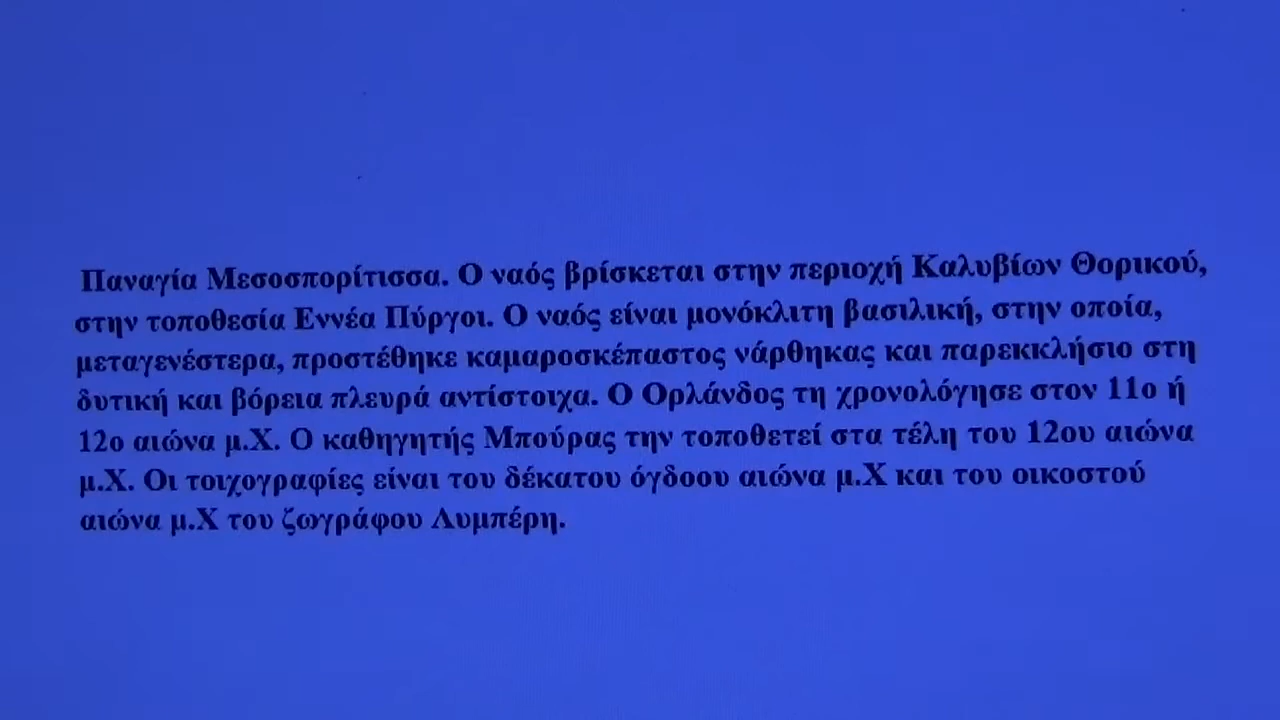 Παναγία Μεσοσπορίτισσα. Ο ναός βρίσκεται στην περιοχή Καλυβίων Θορικού,
στην τοποθεσία Εννέα Πύργοι. Ο ναός είναι μονόκλιτη βασιλική, στην οποία,
μεταγενέστερα, προστέθηκε καμαροσκέπαστος νάρθηκας και παρεκκλήσιο στη
δυτική και βόρεια πλευρά αντίστοιχα. Ο Ορλάνδος τη χρονολόγησε στον 11ο ή
12ο αιώνα μ.Χ. Ο καθηγητής Μπούρας την τοποθετεί στα τέλη του 12ου αιώνα
μ.Χ. Οι τοιχογραφίες είναι του δέκατου όγδοου αιώνα μ.Χ και του οικοστού
αιώνα μ.Χ του ζωγράφου Λυμπέρη.